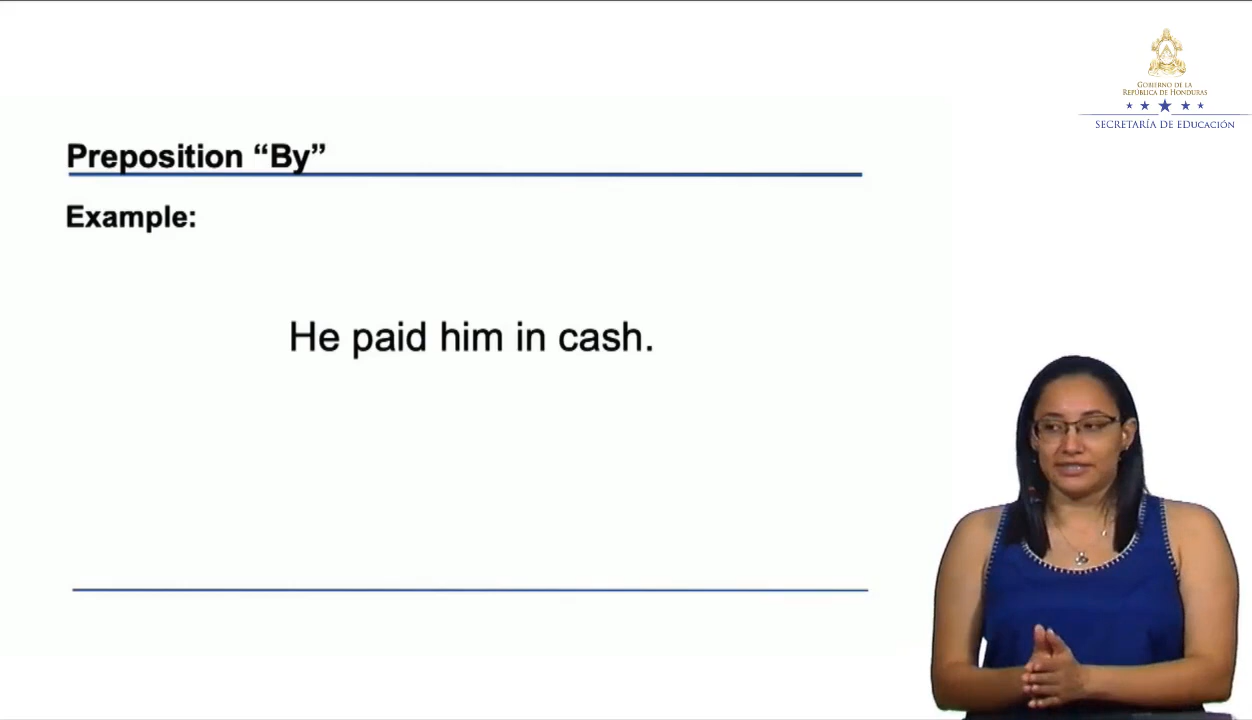 GOBIERNO DE LA
REPÚBLICA DE HONDURAS
SECRETARÍA DE EDUCACIÓN
Preposition “By”
Example:
He paid him in cash.